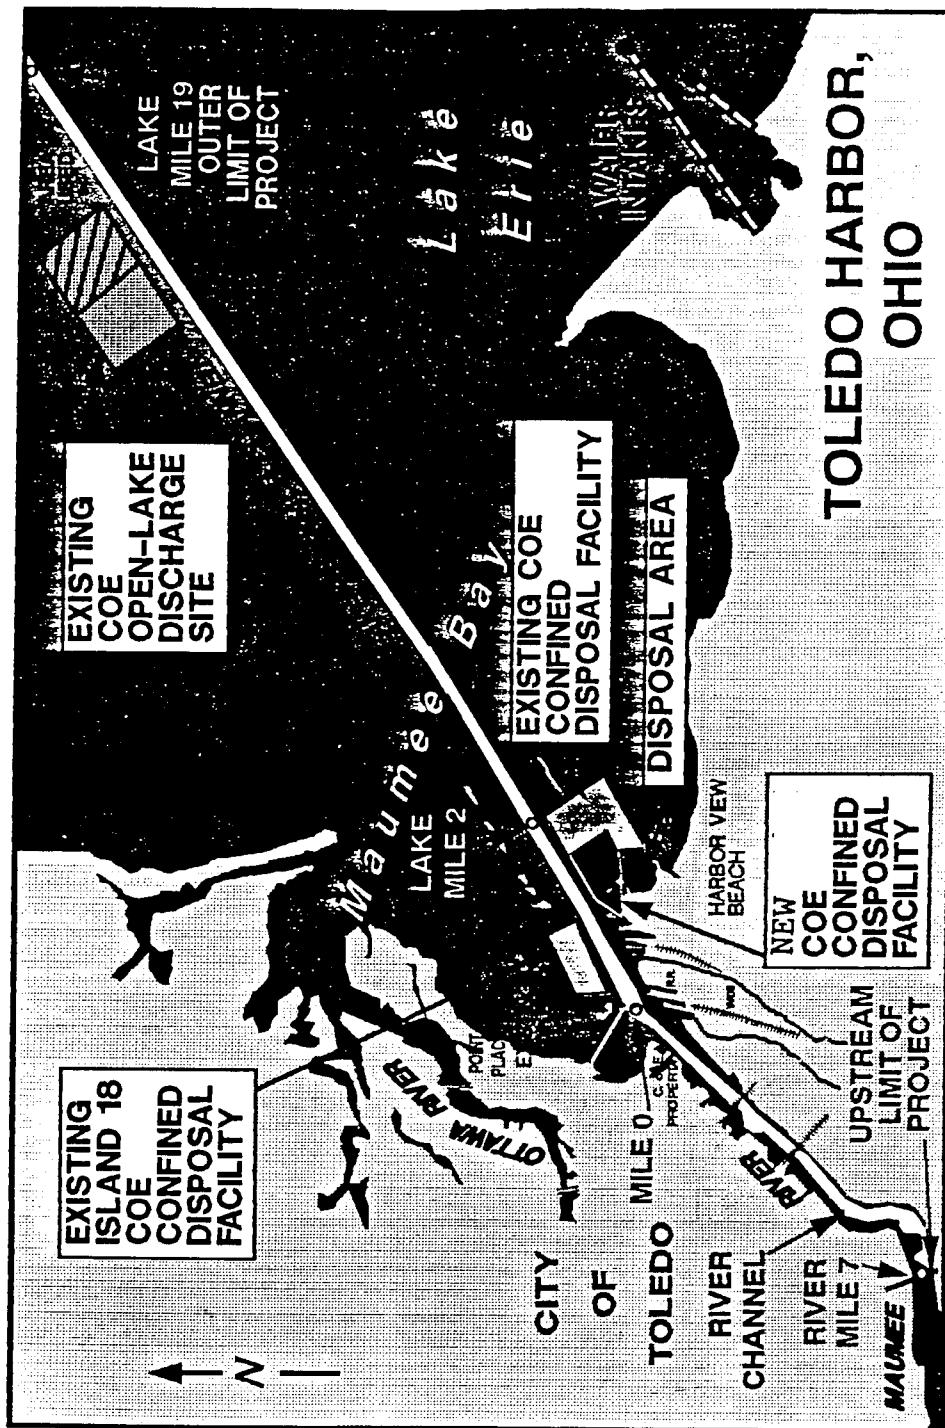 EXISTING
ISLAND 18
COE
CONFINED
DISPOSAL
FACILITY
N
EXISTING
COE
OPEN-LAKE
DISCHARGE
SITE
LAKE
MILE 19
OUTER
LIMIT OF
PROJECT
Lake
Erie
WATER
INTAKES
Maumee Bay
LAKE
MILE 2
OTTAWA RIVER
EXISTING COE
CONFINED
DISPOSAL FACILITY
DISPOSAL AREA
HARBOR VIEW
BEACH
CITY
OF
TOLEDO
MILE 0
RIVER
CHANNEL
RIVER
MILE 7
MAUMEE
RIVER
R.R.
NEW
COE
CONFINED
DISPOSAL
FACILITY
UPSTREAM
LIMIT OF
PROJECT
TOLEDO HARBOR,
OHIO